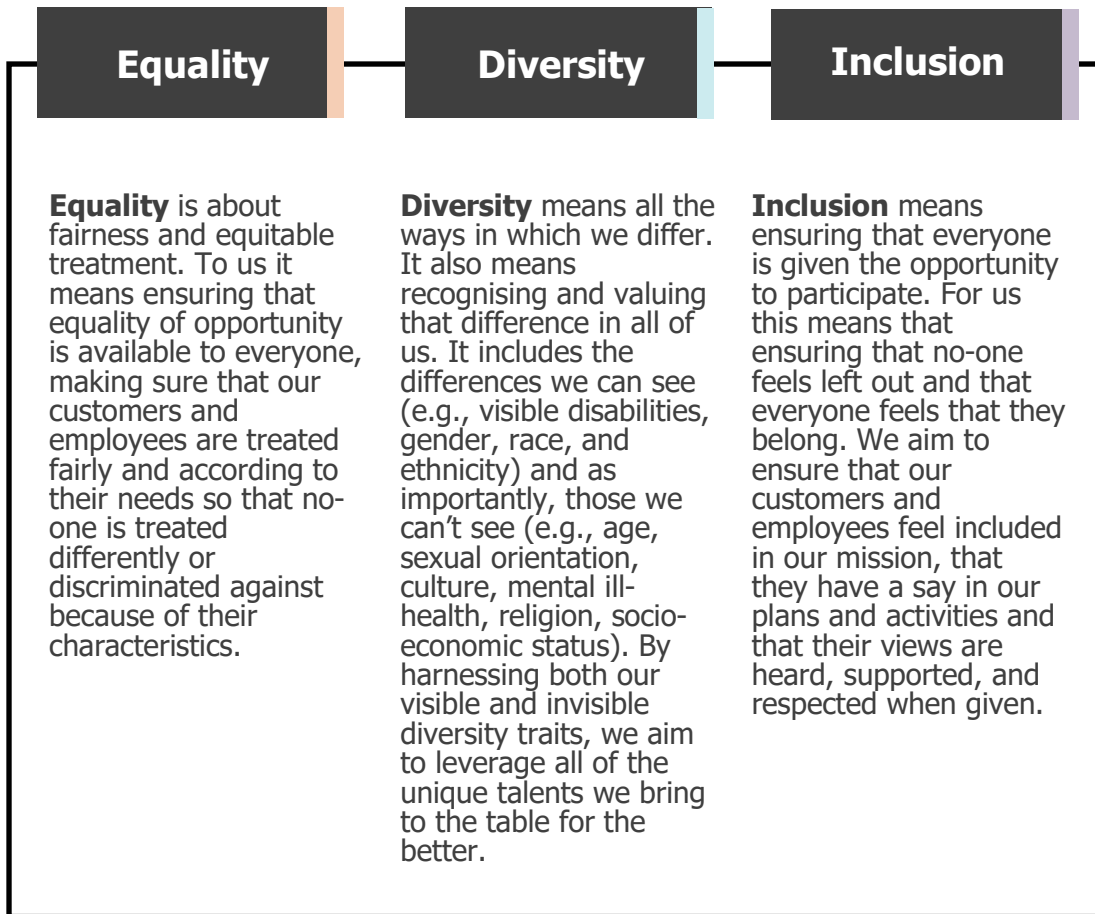 Equality
Diversity
Inclusion
Equality is about
fairness and equitable
treatment. To us it
means ensuring that
equality of opportunity
is available to everyone,
making sure that our
customers and
employees are treated
fairly and according to
their needs so that no-
one is treated
differently or
discriminated against
because of their
characteristics.
Diversity means all the
ways in which we differ.
It also means
recognising and valuing
that difference in all of
us. It includes the
differences we can see
(e.g., visible disabilities,
gender, race, and
ethnicity) and as
importantly, those we
can’t see (e.g., age,
sexual orientation,
culture, mental ill-
health, religion, socio-
economic status). By
harnessing both our
visible and invisible
diversity traits, we aim
to leverage all of the
unique talents we bring
to the table for the
better.
Inclusion means
ensuring that everyone
is given the opportunity
to participate. For us
this means that
ensuring that no-one
feels left out and that
everyone feels that they
belong. We aim to
ensure that our
customers and
employees feel included
in our mission, that
they have a say in our
plans and activities and
that their views are
heard, supported, and
respected when given.